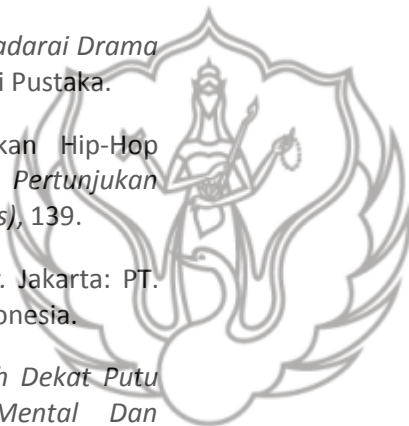 adarai Drama
i Pustaka.
kan Hip-Hop
Pertunjukan
s), 139.
. Jakarta: PT.
onesia.
h Dekat Putu
Mental Dan